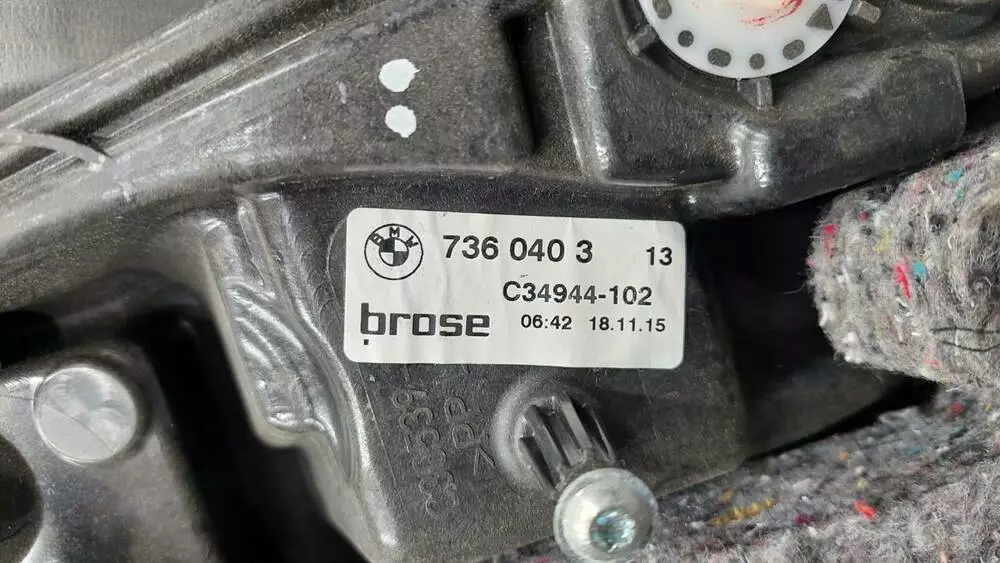 BMW
736 040 3 13
C34944-102
brose
06:42 18.11.15